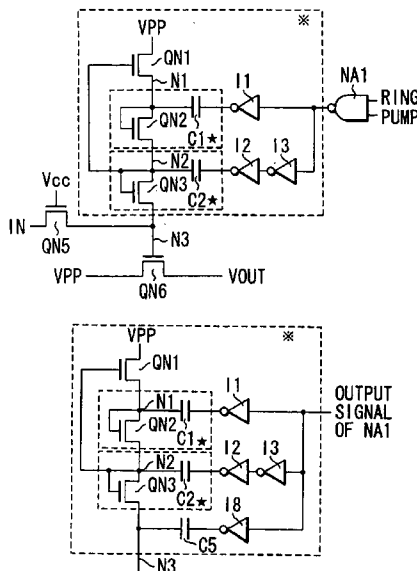 ※
VPP
QN1
N1
I1
NA1
RING
PUMP
QN2
C1★
N2
I2
I3
QN3
C2★
Vcc
IN
QN5
N3
VPP
QN6
VOUT
※
VPP
QN1
I1
OUTPUT
SIGNAL
OF NA1
N1
QN2
C1★
N2
I2
I3
QN3
C2★
I8
C5
N3